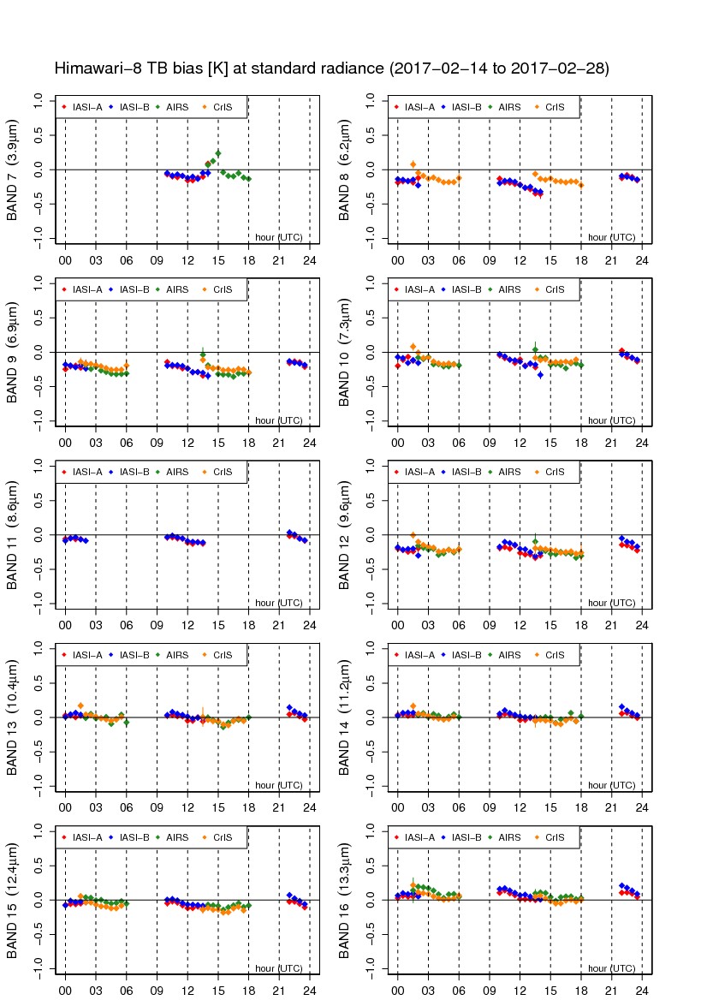 Himawari−8 TB bias [K] at standard radiance (2017−02−14 to 2017−02−28)
BAND 7 (3.9μm)
1.0
0.5
0.0
−0.5
−1.0
IASI−A IASI−B AIRS CrIS
hour (UTC)
00 03 06 09 12 15 18 21 24
BAND 8 (6.2μm)
1.0
0.5
0.0
−0.5
−1.0
IASI−A IASI−B AIRS CrIS
hour (UTC)
00 03 06 09 12 15 18 21 24
BAND 9 (6.9μm)
1.0
0.5
0.0
−0.5
−1.0
IASI−A IASI−B AIRS CrIS
hour (UTC)
00 03 06 09 12 15 18 21 24
BAND 10 (7.3μm)
1.0
0.5
0.0
−0.5
−1.0
IASI−A IASI−B AIRS CrIS
hour (UTC)
00 03 06 09 12 15 18 21 24
BAND 11 (8.6μm)
1.0
0.5
0.0
−0.5
−1.0
IASI−A IASI−B AIRS CrIS
hour (UTC)
00 03 06 09 12 15 18 21 24
BAND 12 (9.6μm)
1.0
0.5
0.0
−0.5
−1.0
IASI−A IASI−B AIRS CrIS
hour (UTC)
00 03 06 09 12 15 18 21 24
BAND 13 (10.4μm)
1.0
0.5
0.0
−0.5
−1.0
IASI−A IASI−B AIRS CrIS
hour (UTC)
00 03 06 09 12 15 18 21 24
BAND 14 (11.2μm)
1.0
0.5
0.0
−0.5
−1.0
IASI−A IASI−B AIRS CrIS
hour (UTC)
00 03 06 09 12 15 18 21 24
BAND 15 (12.4μm)
1.0
0.5
0.0
−0.5
−1.0
IASI−A IASI−B AIRS CrIS
hour (UTC)
00 03 06 09 12 15 18 21 24
BAND 16 (13.3μm)
1.0
0.5
0.0
−0.5
−1.0
IASI−A IASI−B AIRS CrIS
hour (UTC)
00 03 06 09 12 15 18 21 24